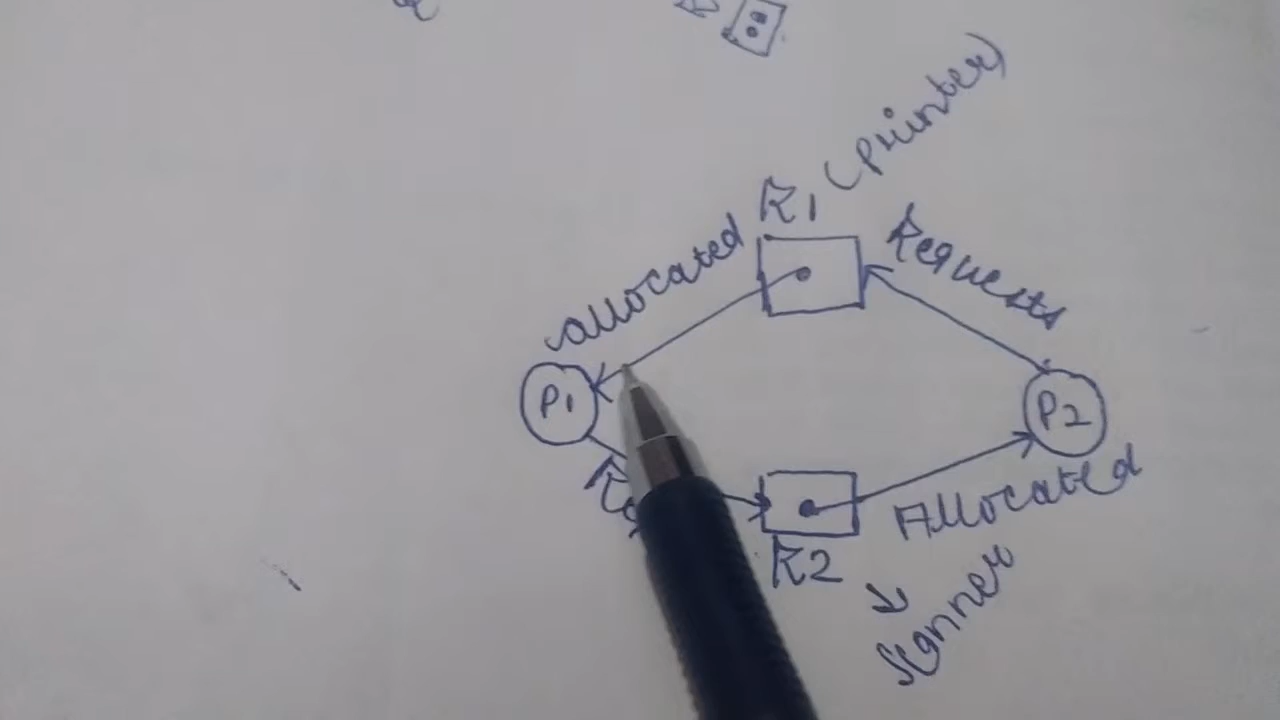 R1 (printer)
allocated
Requests
P1
P2
R2
Allocated
Scanner